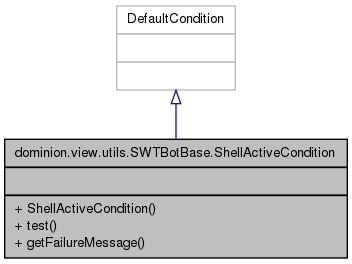 DefaultCondition
dominion.view.utils.SWTBotBase.ShellActiveCondition
+ ShellActiveCondition()
+ test()
+ getFailureMessage()